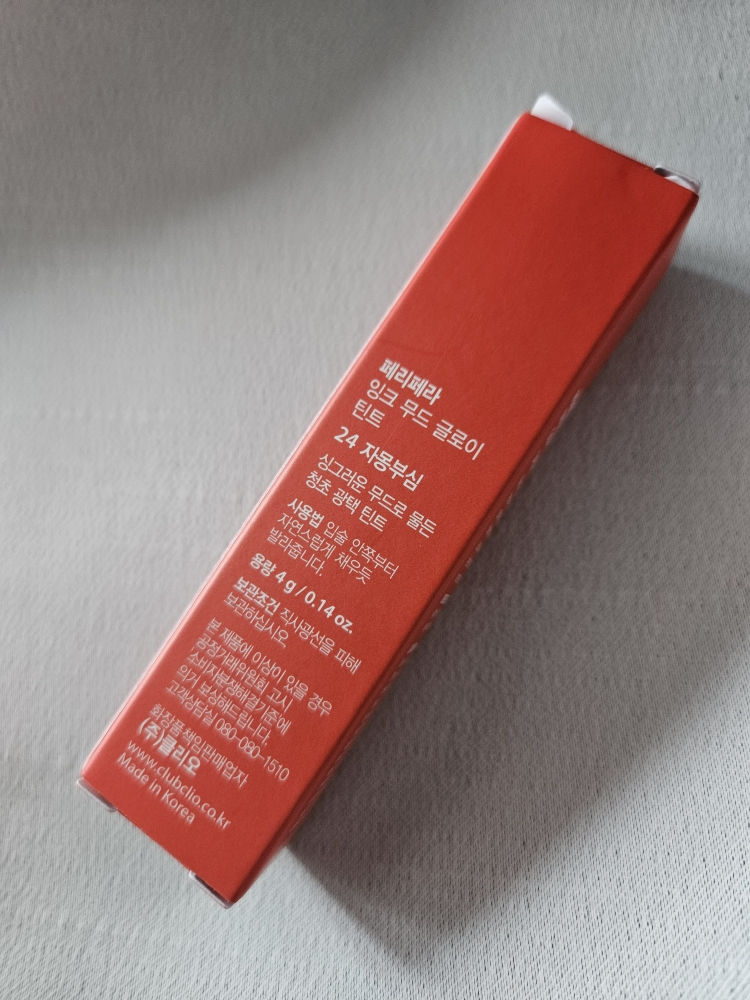 페리페라
잉크 무드 글로이
틴트
24 자몽부심
싱그러운 무드로 물든
청초 광택 틴트
사용법 입술 안쪽부터
자연스럽게 채우듯
발라줍니다.
용량 4 g / 0.14 oz.
보관조건 직사광선을 피해
보관하십시오.
본 제품에 이상이 있을 경우
공정거래위원회 고시
소비자분쟁해결기준에
의거 보상해드립니다.
고객상담실 080-080-1510
화장품책임판매업자
(주)클리오
www.clubclio.co.kr
Made in Korea